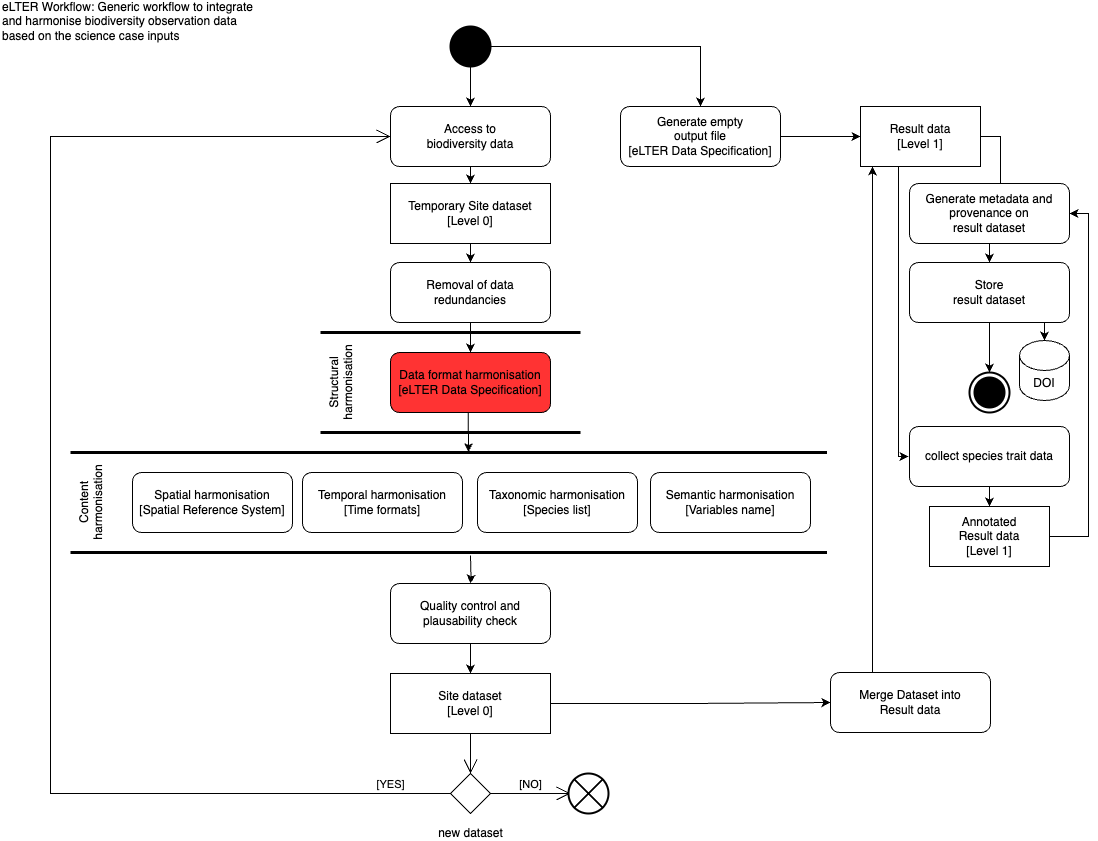 eLTER Workflow: Generic workflow to integrate
and harmonise biodiversity observation data
based on the science case inputs
Access to
biodiversity data
Generate empty
output file
[eLTER Data Specification]
Result data
[Level 1]
Temporary Site dataset
[Level 0]
Generate metadata and
provenance on
result dataset
Removal of data
redundancies
Store
result dataset
Structural
harmonisation
Data format harmonisation
[eLTER Data Specification]
DOI
collect species trait data
Content
harmonisation
Spatial harmonisation
[Spatial Reference System]
Temporal harmonisation
[Time formats]
Taxonomic harmonisation
[Species list]
Semantic harmonisation
[Variables name]
Annotated
Result data
[Level 1]
Quality control and
plausability check
Site dataset
[Level 0]
Merge Dataset into
Result data
[YES]
[NO]
new dataset